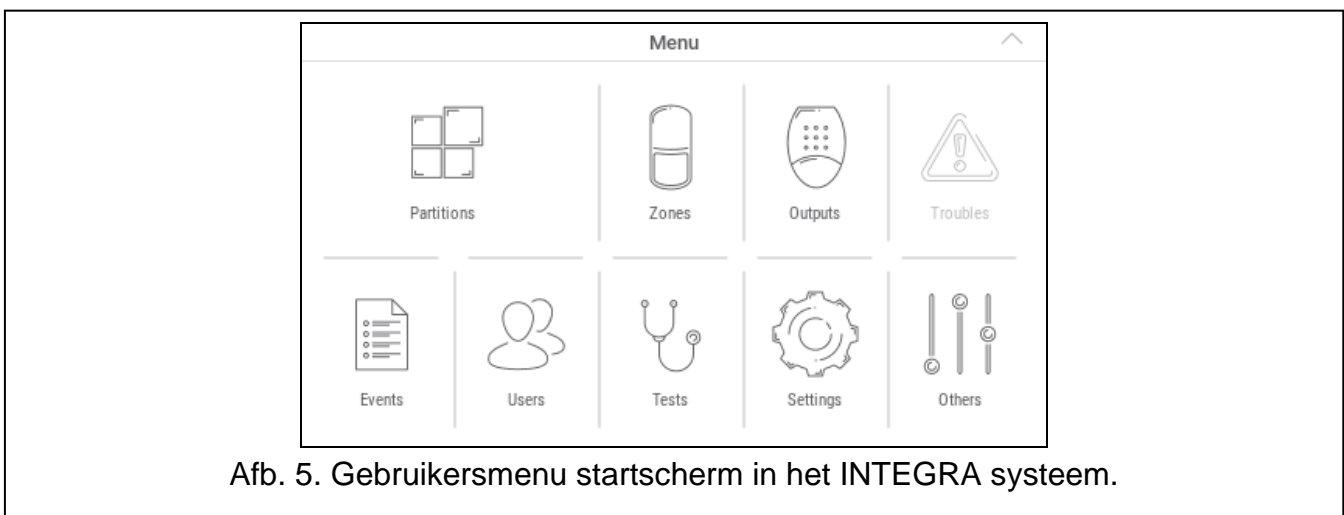 Menu
Partitions
Zones
Outputs
Troubles
Events
Users
Tests
Settings
Others
Afb. 5. Gebruikersmenu startscherm in het INTEGRA systeem.